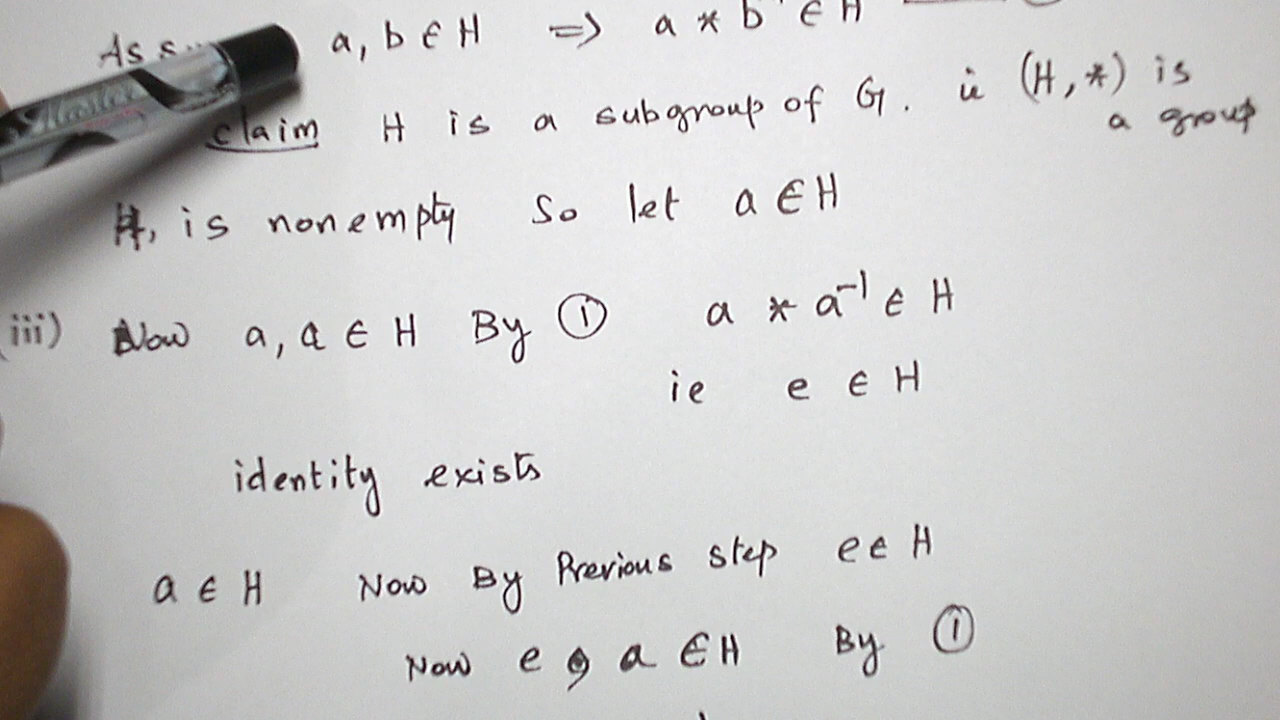 a, b ∈ H ⇒ a * b ∈ H
claim H is a subgroup of G. ie (H, *) is
a group
H, is nonempty So let a ∈ H
iii) Now a, a ∈ H By ① a * a⁻¹ ∈ H
ie e ∈ H
identity exists
a ∈ H Now By Previous step e ∈ H
Now e, a ∈ H By ①